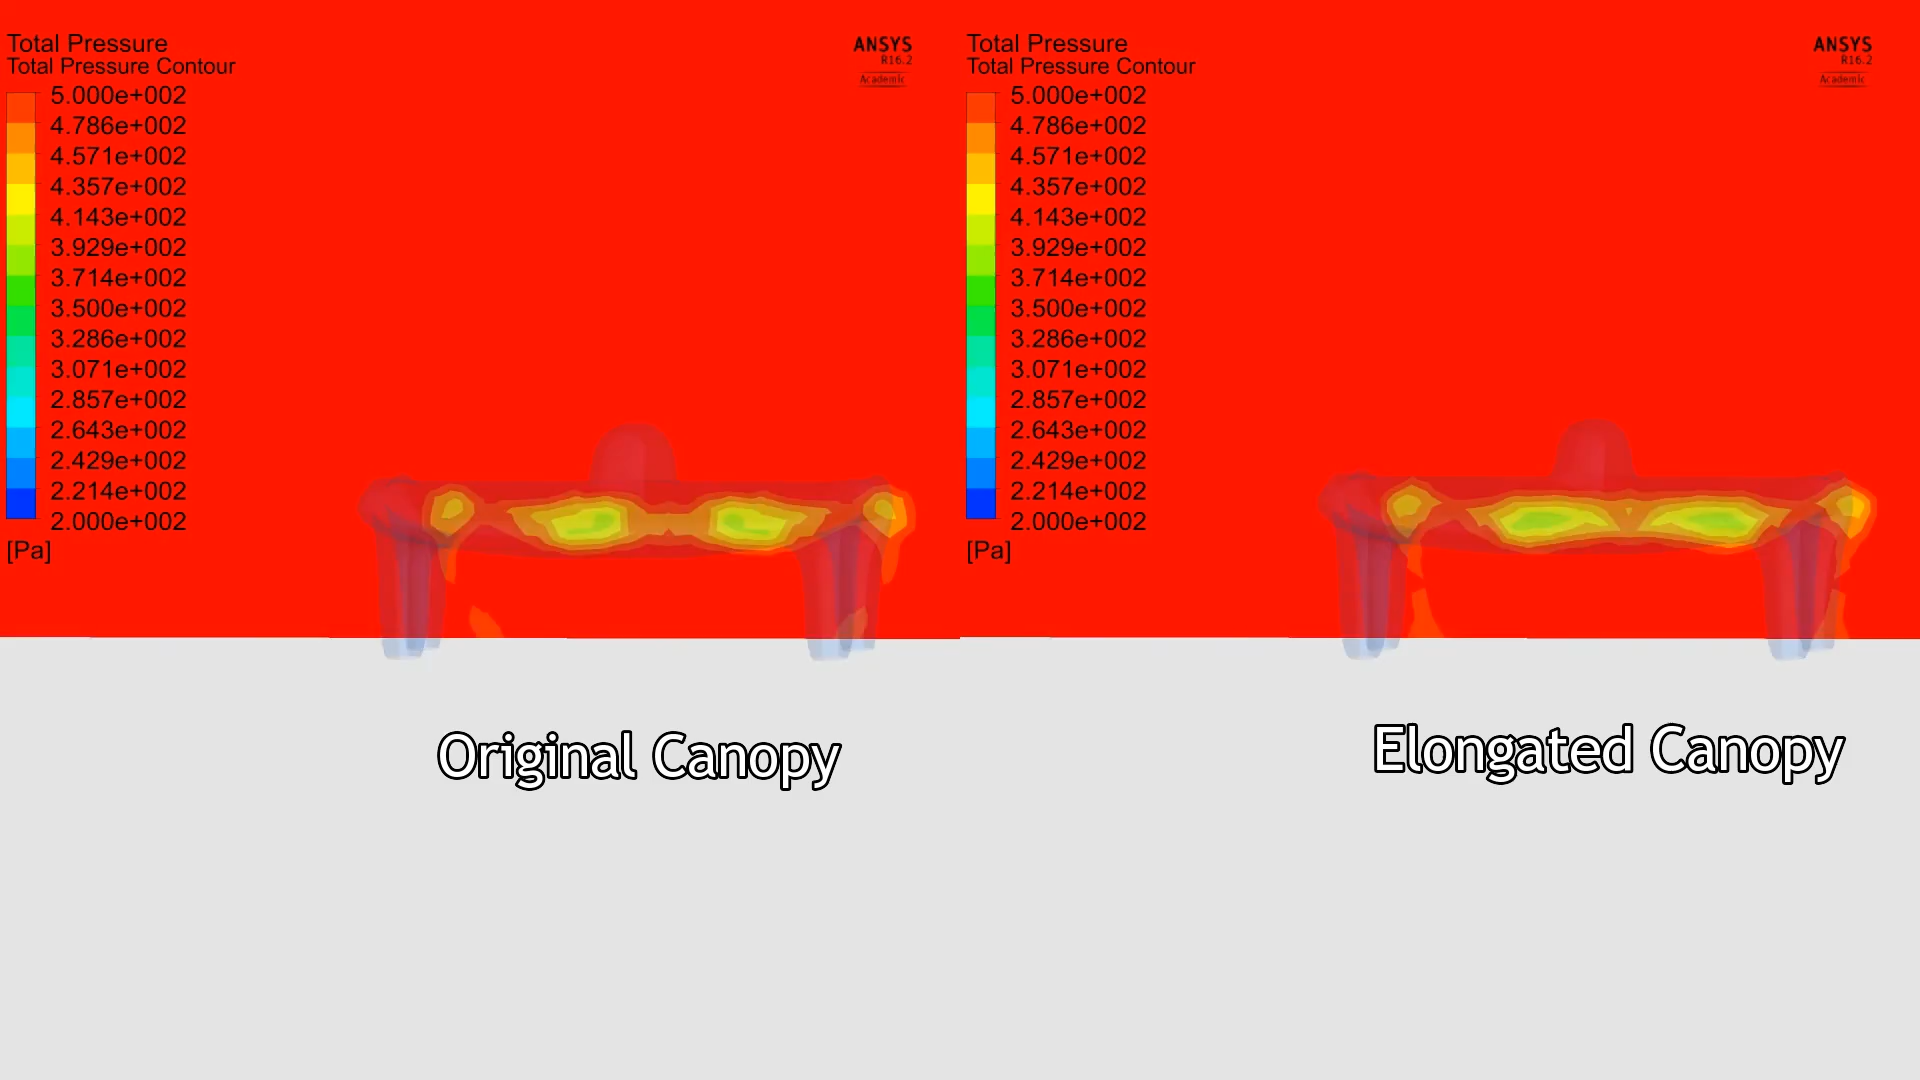 Total Pressure
Total Pressure Contour
5.000e+002
4.786e+002
4.571e+002
4.357e+002
4.143e+002
3.929e+002
3.714e+002
3.500e+002
3.286e+002
3.071e+002
2.857e+002
2.643e+002
2.429e+002
2.214e+002
2.000e+002
[Pa]
ANSYS
R16.2
Academic
Original Canopy
Total Pressure
Total Pressure Contour
5.000e+002
4.786e+002
4.571e+002
4.357e+002
4.143e+002
3.929e+002
3.714e+002
3.500e+002
3.286e+002
3.071e+002
2.857e+002
2.643e+002
2.429e+002
2.214e+002
2.000e+002
[Pa]
ANSYS
R16.2
Academic
Elongated Canopy